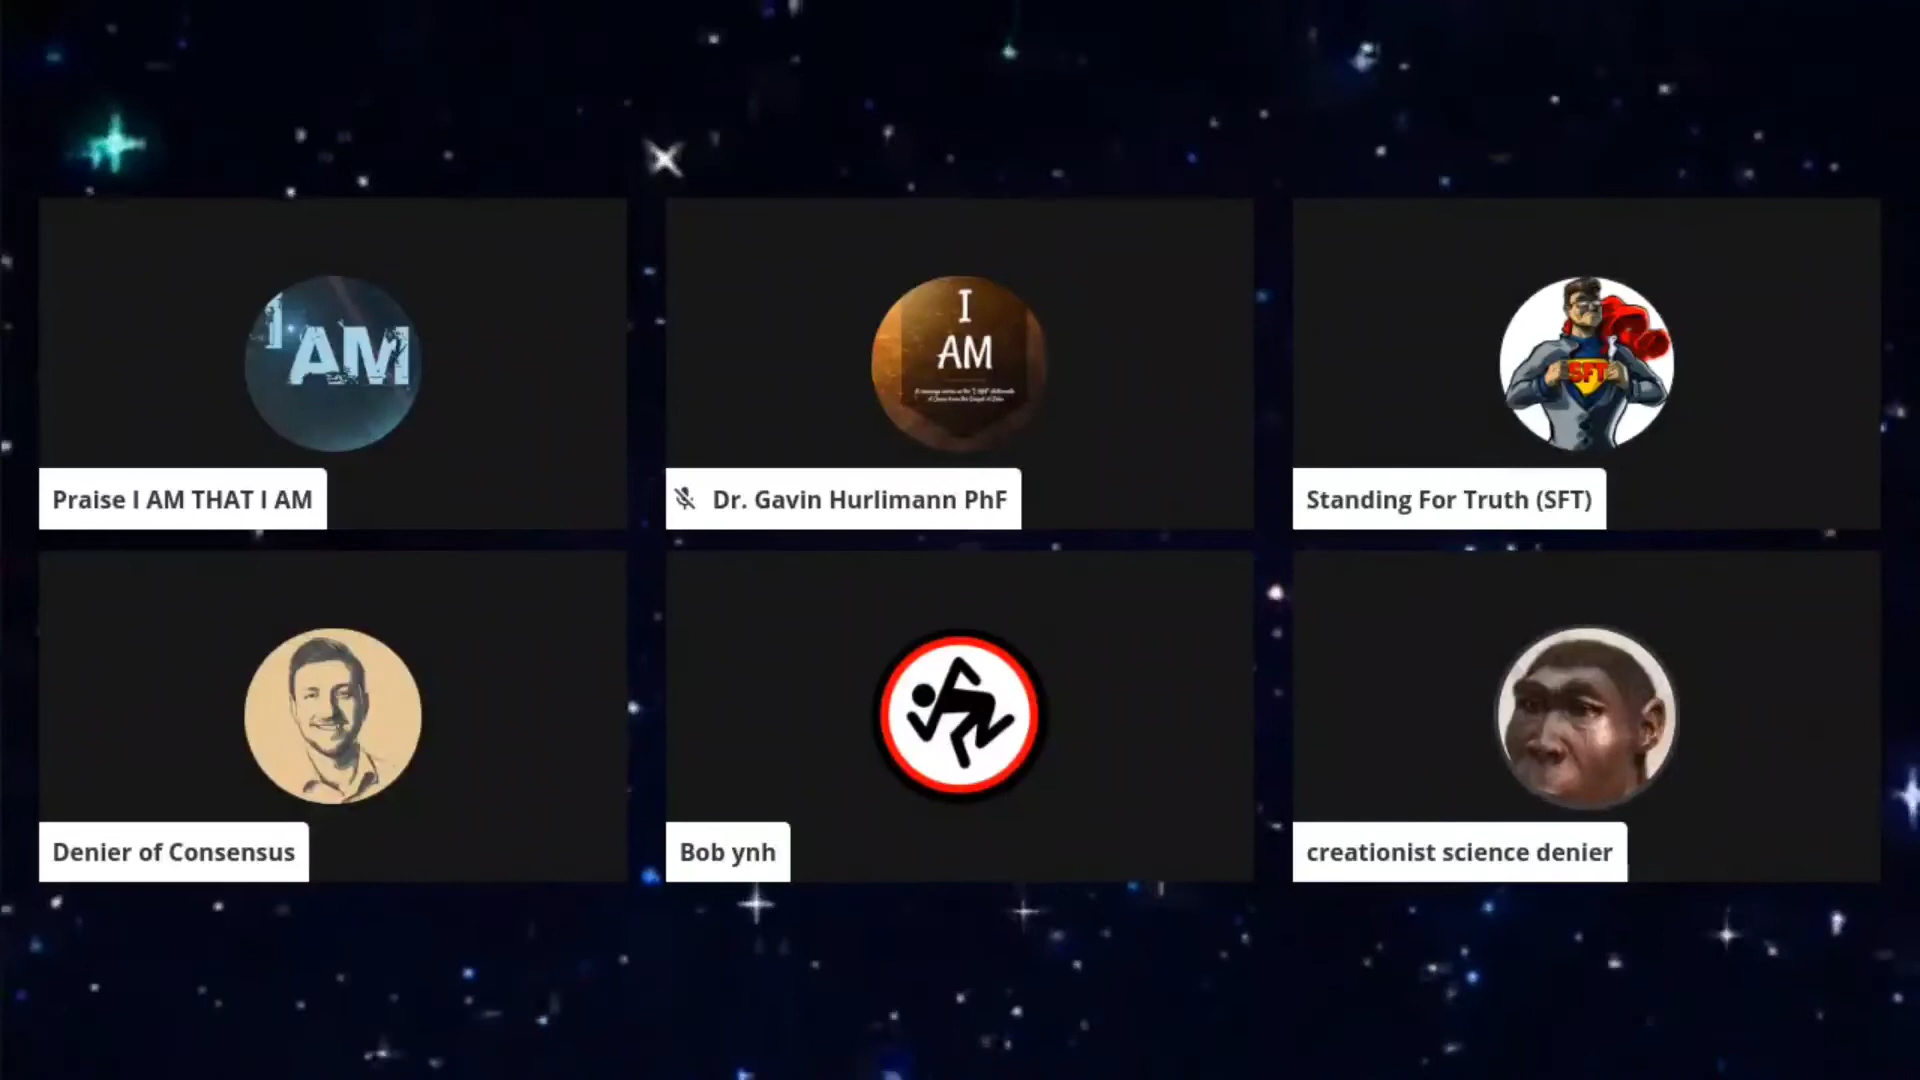 I
AM
Praise I AM THAT I AM
I
AM
Dr. Gavin Hurlimann PhF
SFT
Standing For Truth (SFT)
Denier of Consensus
Bob ynh
creationist science denier